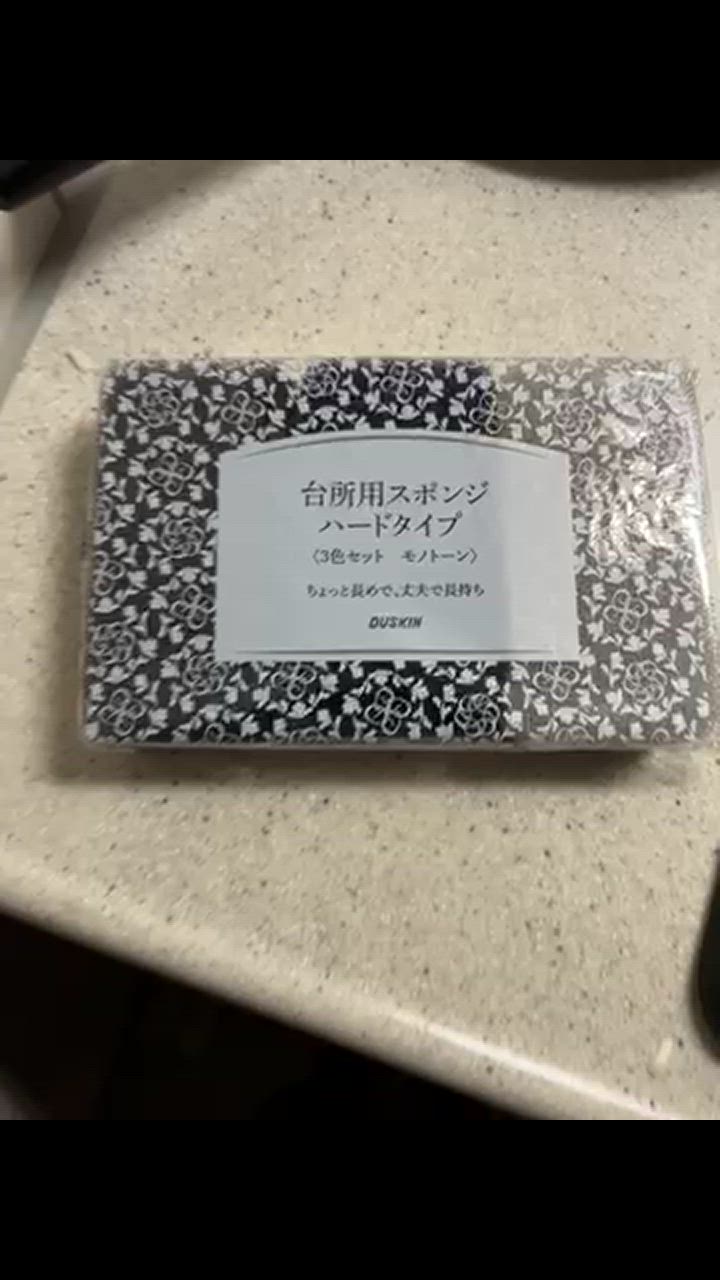 台所用スポンジ
ハードタイプ
〈3色セット　モノトーン〉
ちょっと長めで、丈夫で長持ち
DUSKIN